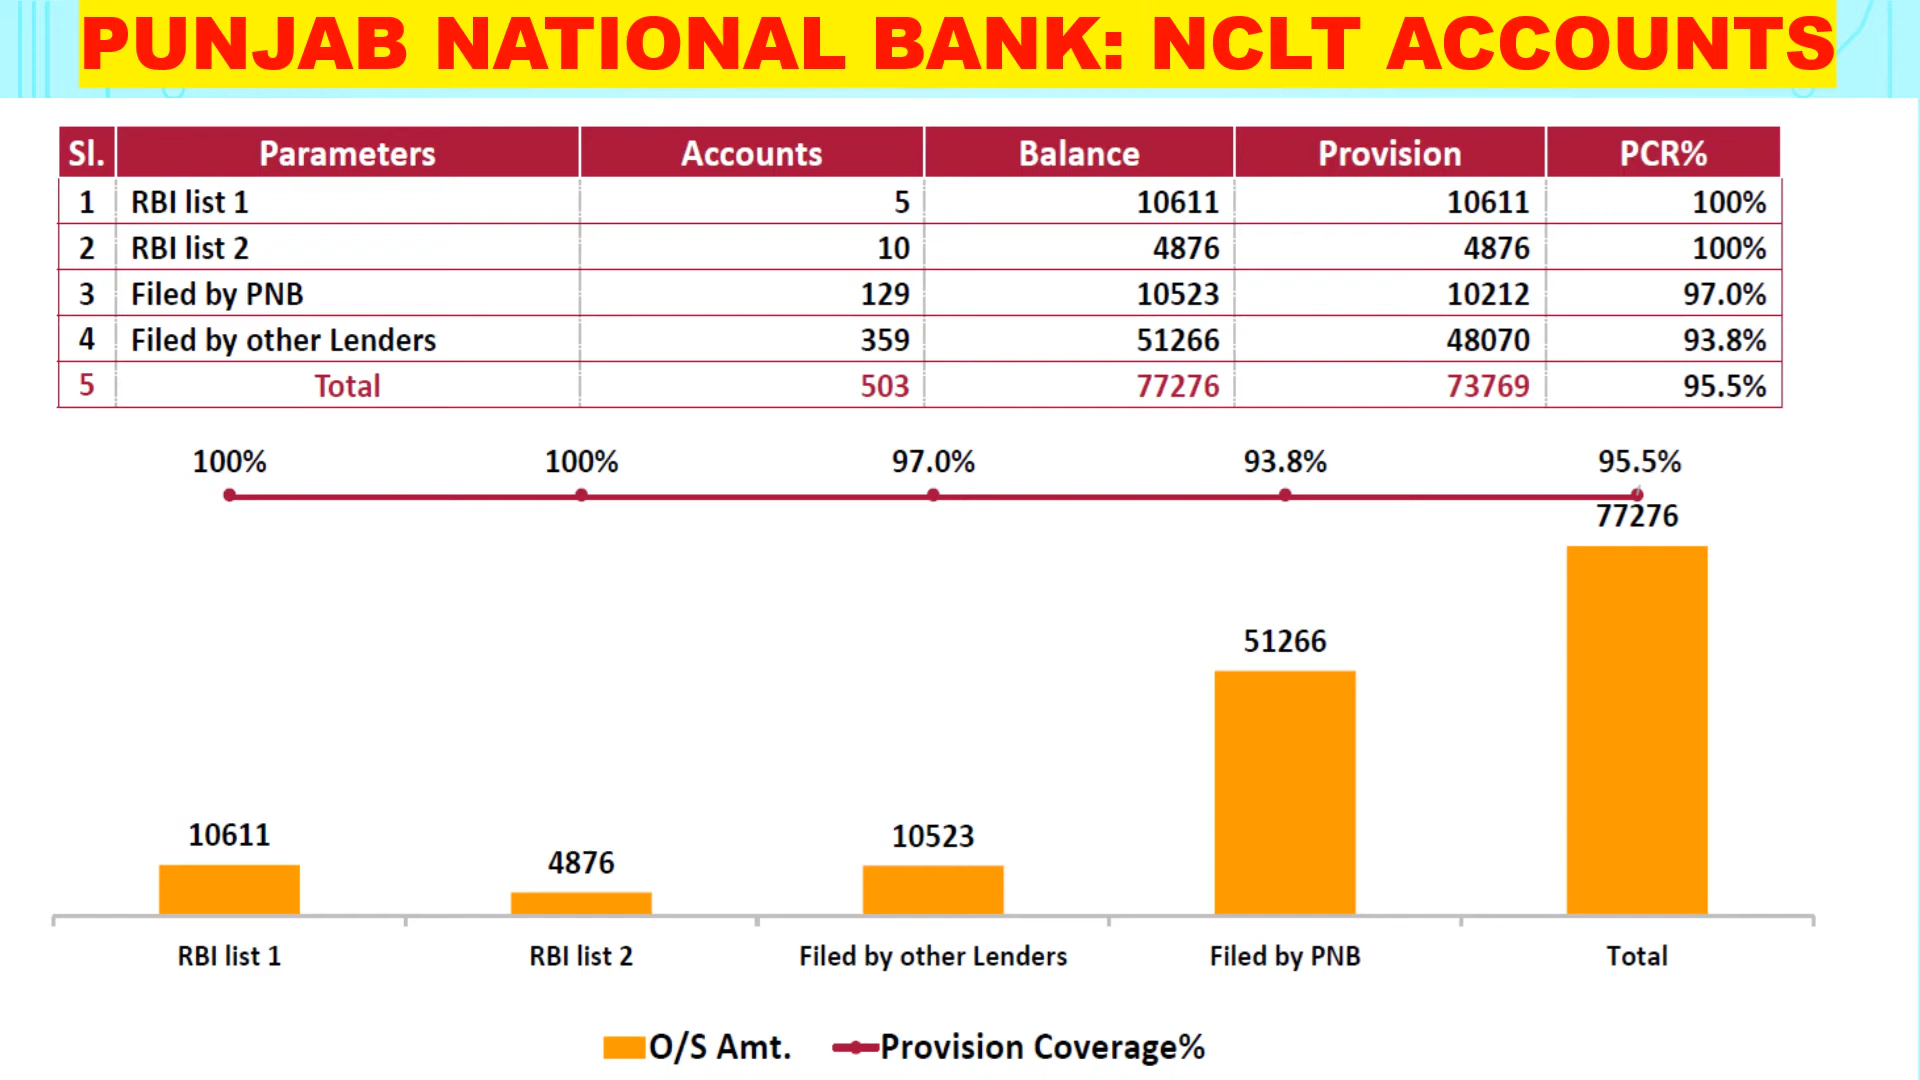 PUNJAB NATIONAL BANK: NCLT ACCOUNTS
Sl. Parameters Accounts Balance Provision PCR%
1 RBI list 1 5 10611 10611 100%
2 RBI list 2 10 4876 4876 100%
3 Filed by PNB 129 10523 10212 97.0%
4 Filed by other Lenders 359 51266 48070 93.8%
5 Total 503 77276 73769 95.5%
100% 100% 97.0% 93.8% 95.5%
77276
51266
10611 4876 10523
RBI list 1 RBI list 2 Filed by other Lenders Filed by PNB Total
O/S Amt. Provision Coverage%